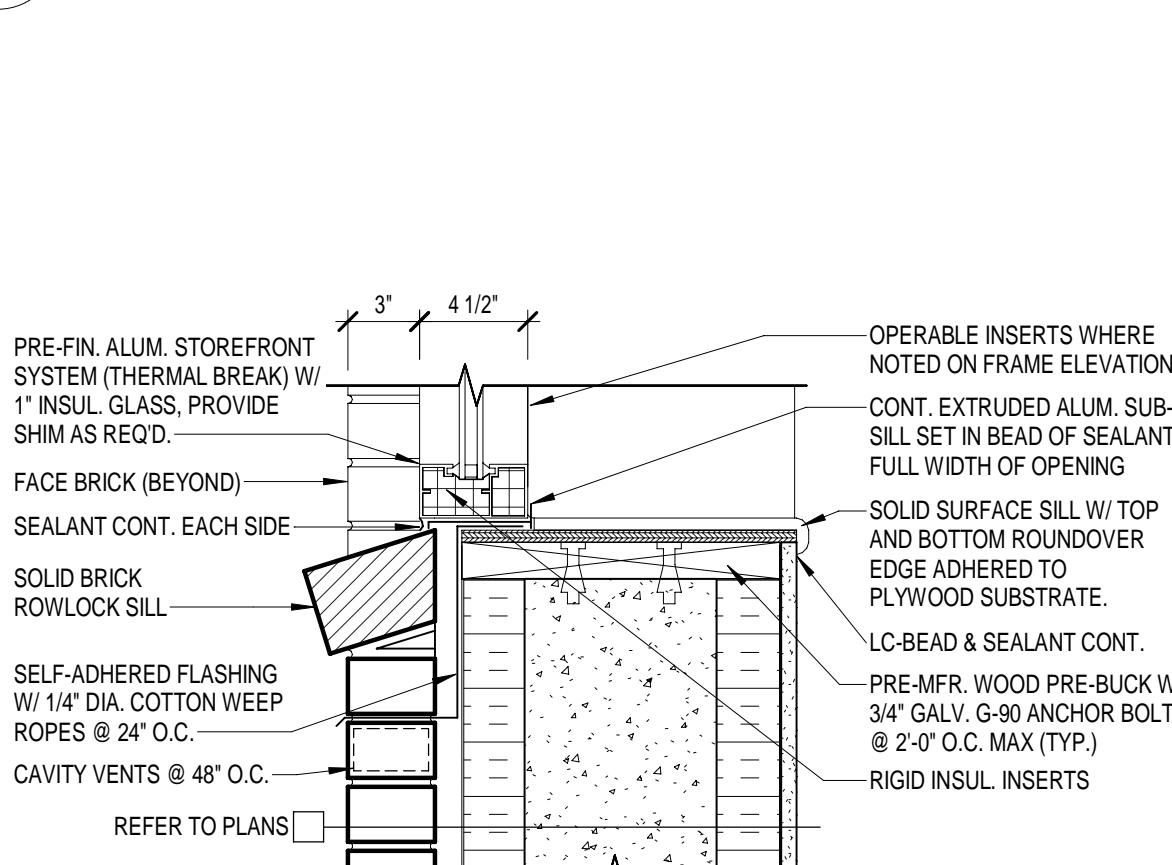 3"
4 1/2"
PRE-FIN. ALUM. STOREFRONT
SYSTEM (THERMAL BREAK) W/
1" INSUL. GLASS, PROVIDE
SHIM AS REQ'D.
FACE BRICK (BEYOND)
SEALANT CONT. EACH SIDE
SOLID BRICK
ROWLOCK SILL
SELF-ADHERED FLASHING
W/ 1/4" DIA. COTTON WEEP
ROPES @ 24" O.C.
CAVITY VENTS @ 48" O.C.
REFER TO PLANS
OPERABLE INSERTS WHERE
NOTED ON FRAME ELEVATION
CONT. EXTRUDED ALUM. SUB-
SILL SET IN BEAD OF SEALANT
FULL WIDTH OF OPENING
SOLID SURFACE SILL W/ TOP
AND BOTTOM ROUNDOVER
EDGE ADHERED TO
PLYWOOD SUBSTRATE.
LC-BEAD & SEALANT CONT.
PRE-MFR. WOOD PRE-BUCK W
3/4" GALV. G-90 ANCHOR BOLT
@ 2'-0" O.C. MAX (TYP.)
RIGID INSUL. INSERTS